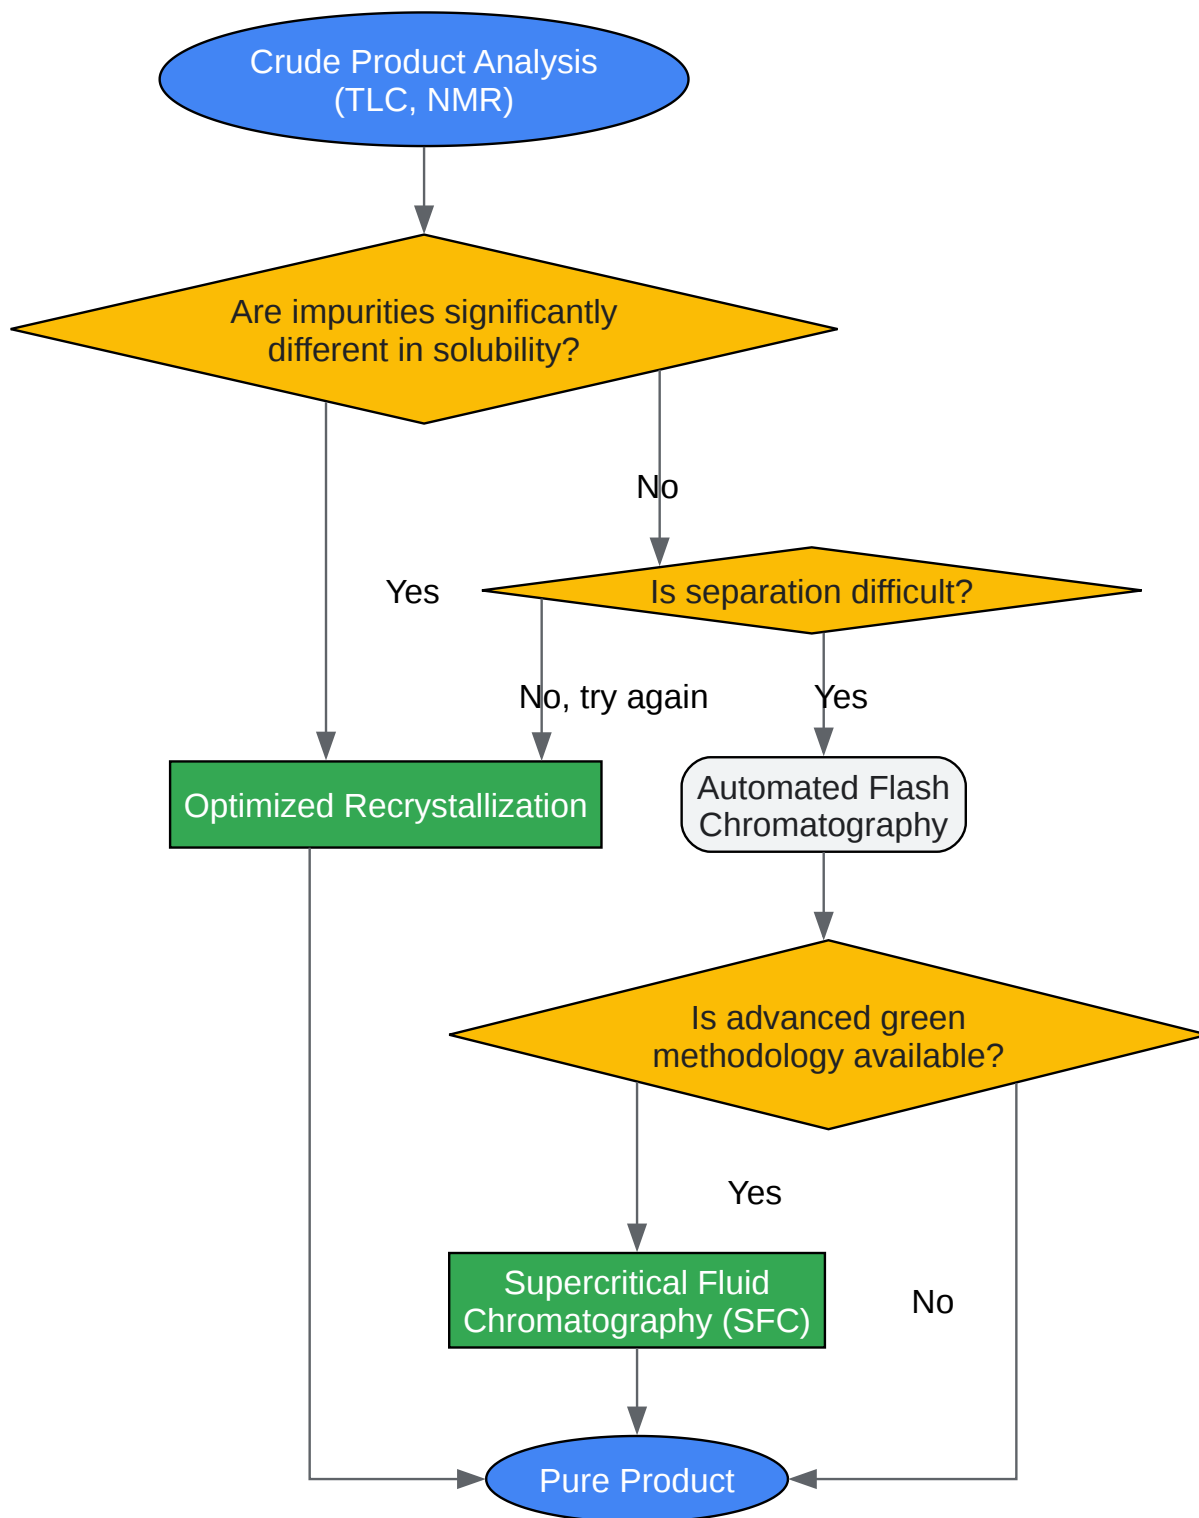 Crude Product Analysis
(TLC, NMR)
Are impurities significantly
different in solubility?
No
Yes
Is separation difficult?
No, try again
Yes
Optimized Recrystallization
Automated Flash
Chromatography
Is advanced green
methodology available?
Yes
Supercritical Fluid
Chromatography (SFC)
No
Pure Product